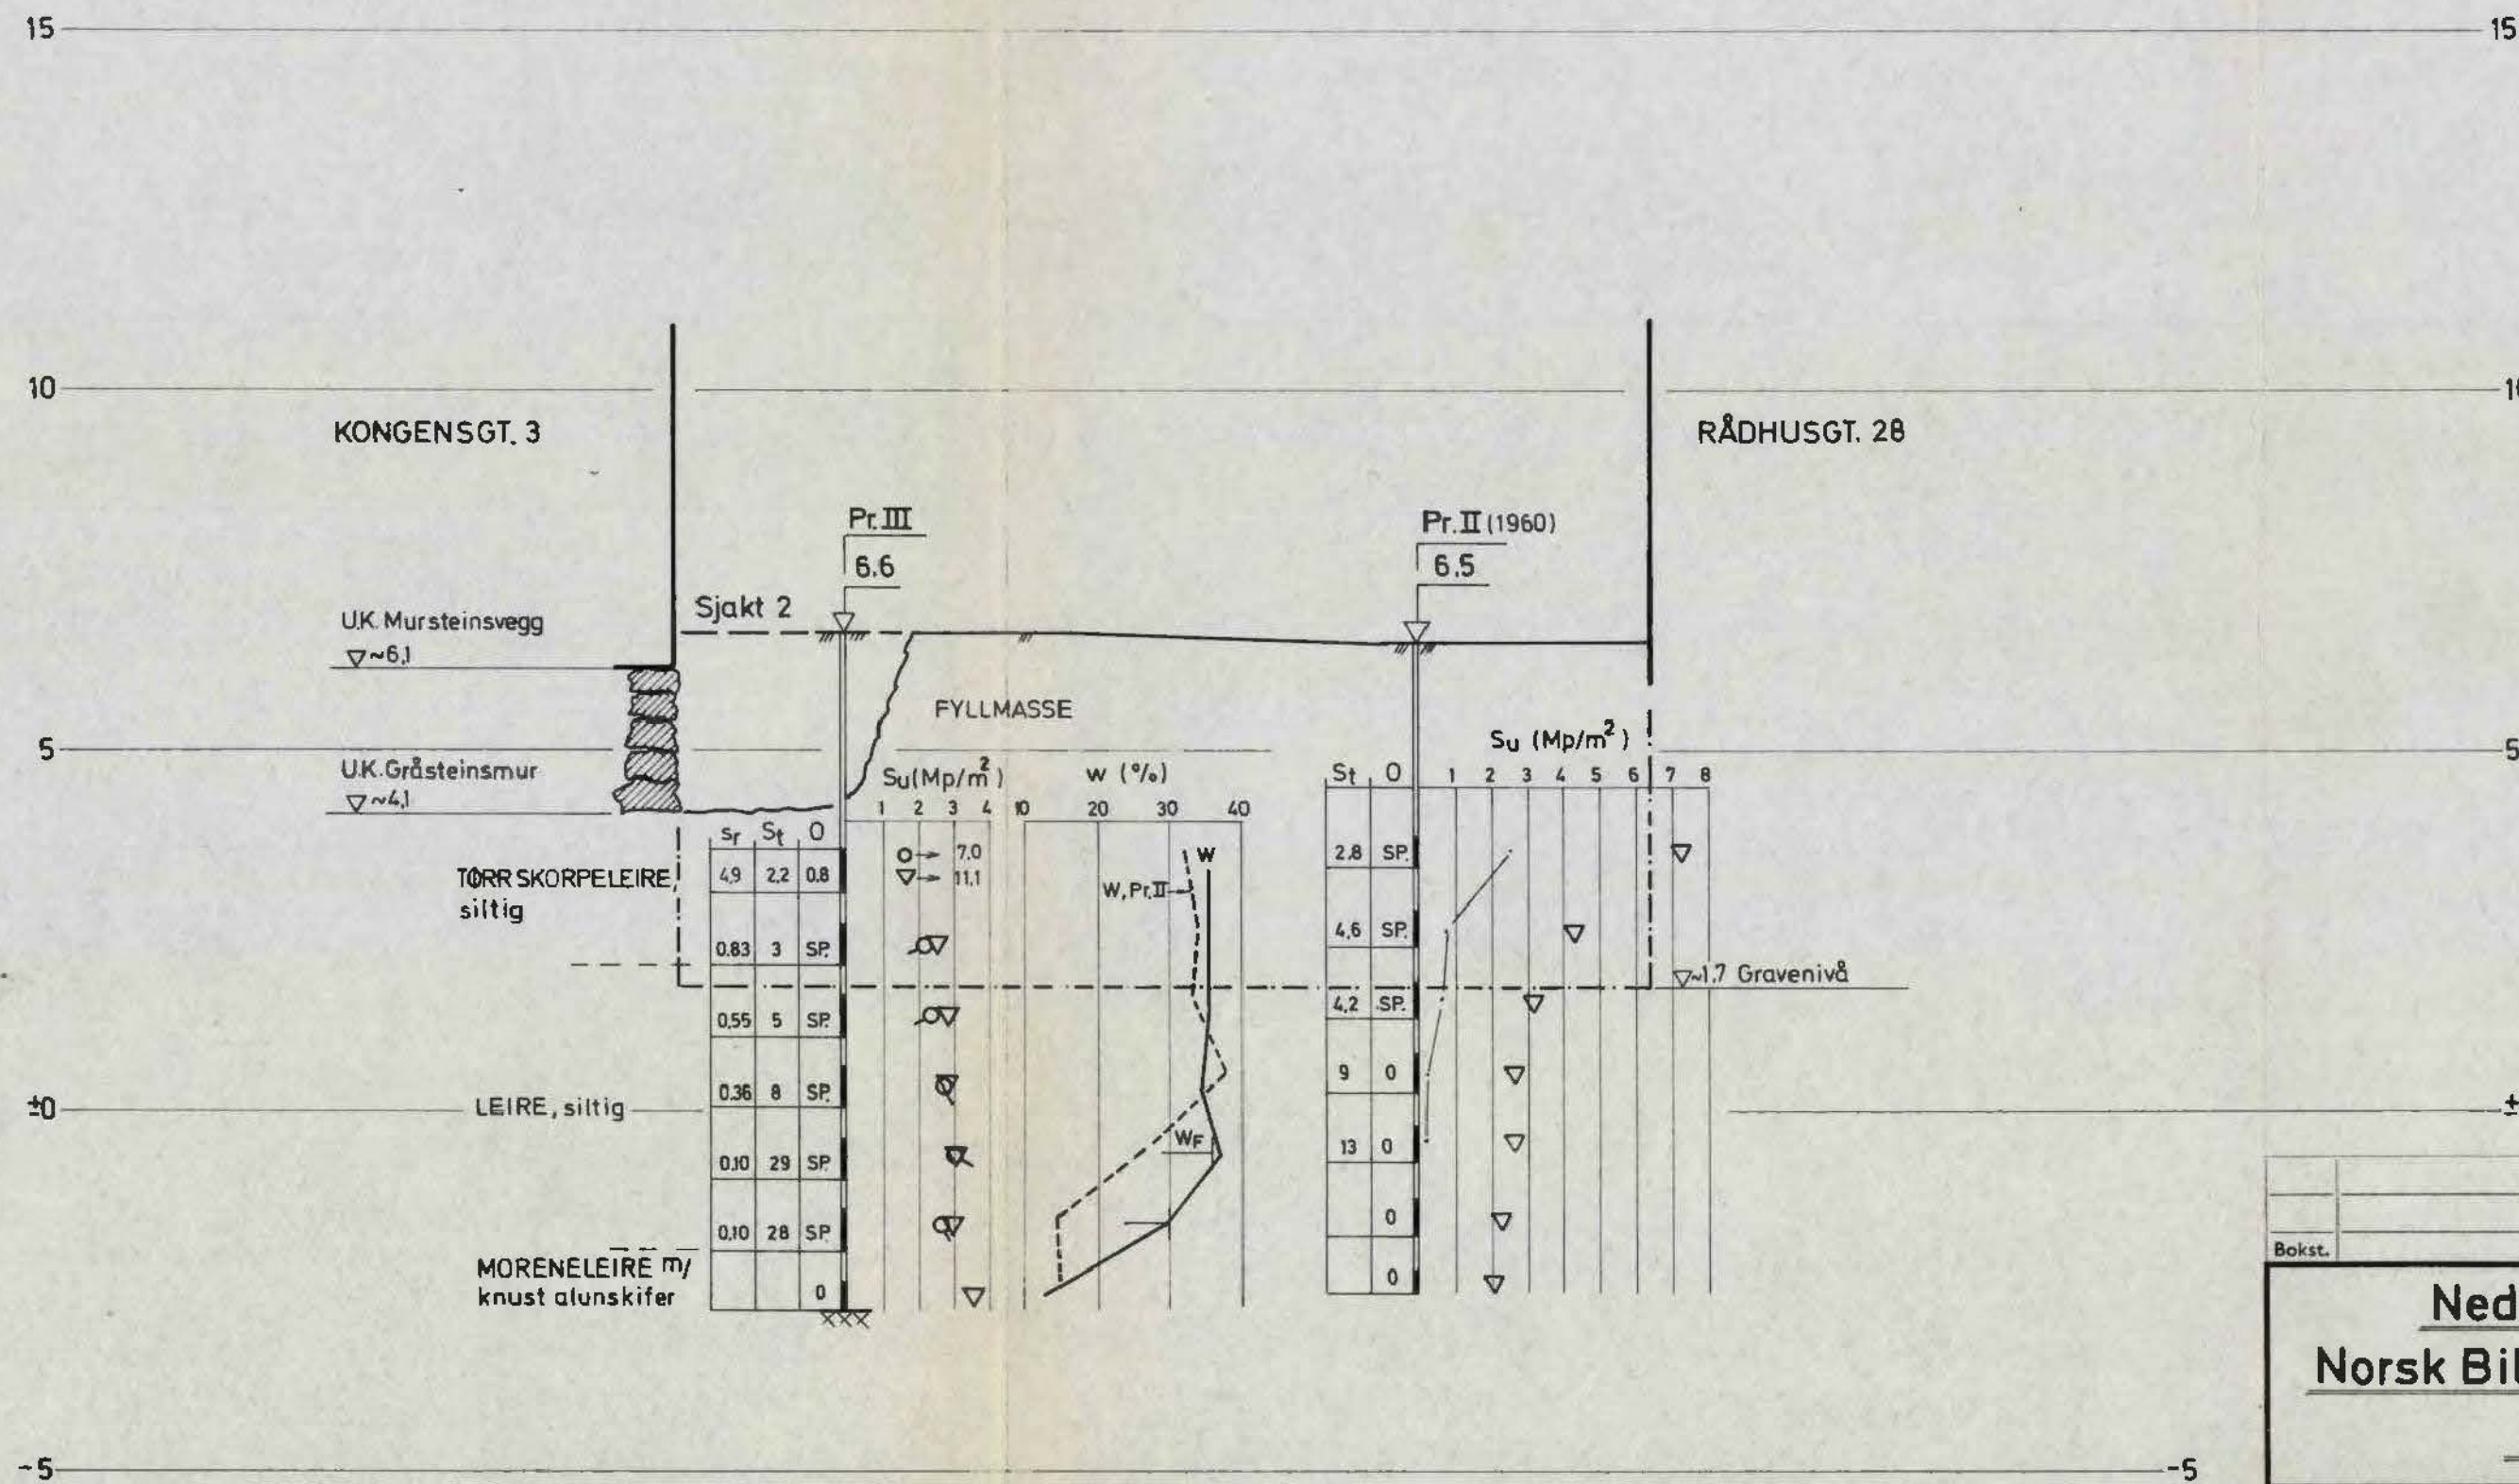 15 15
10 10
KONGENSGT. 3
RÅDHUSGT. 28
Pr. III
6.6
Pr. II (1960)
6.5
Sjakt 2
U.K. Mursteinsvegg
▽~6,1
FYLLMASSE
5 5
U.K. Gråsteinsmur
▽~4,1
Su (Mp/m²)
1 2 3 4
w (%)
10 20 30 40
Su (Mp/m²)
St O 1 2 3 4 5 6 7 8
sr St O
4,9 2,2 0.8
7,0
11,1
W
W, Pr. II
2.8 SP.
TØRRSKORPELEIRE,
siltig
0.83 3 SP.
4,6 SP.
▽~1.7 Gravenivå
0,55 5 SP.
4,2 SP.
0.36 8 SP.
9 0
±0 LEIRE, siltig ±
0.10 29 SP.
WF
13 0
0,10 28 SP.
0
MORENELEIRE m/
knust alunskifer
0
0
XXX
Bokst.
Ned
Norsk Bil
-5 -5